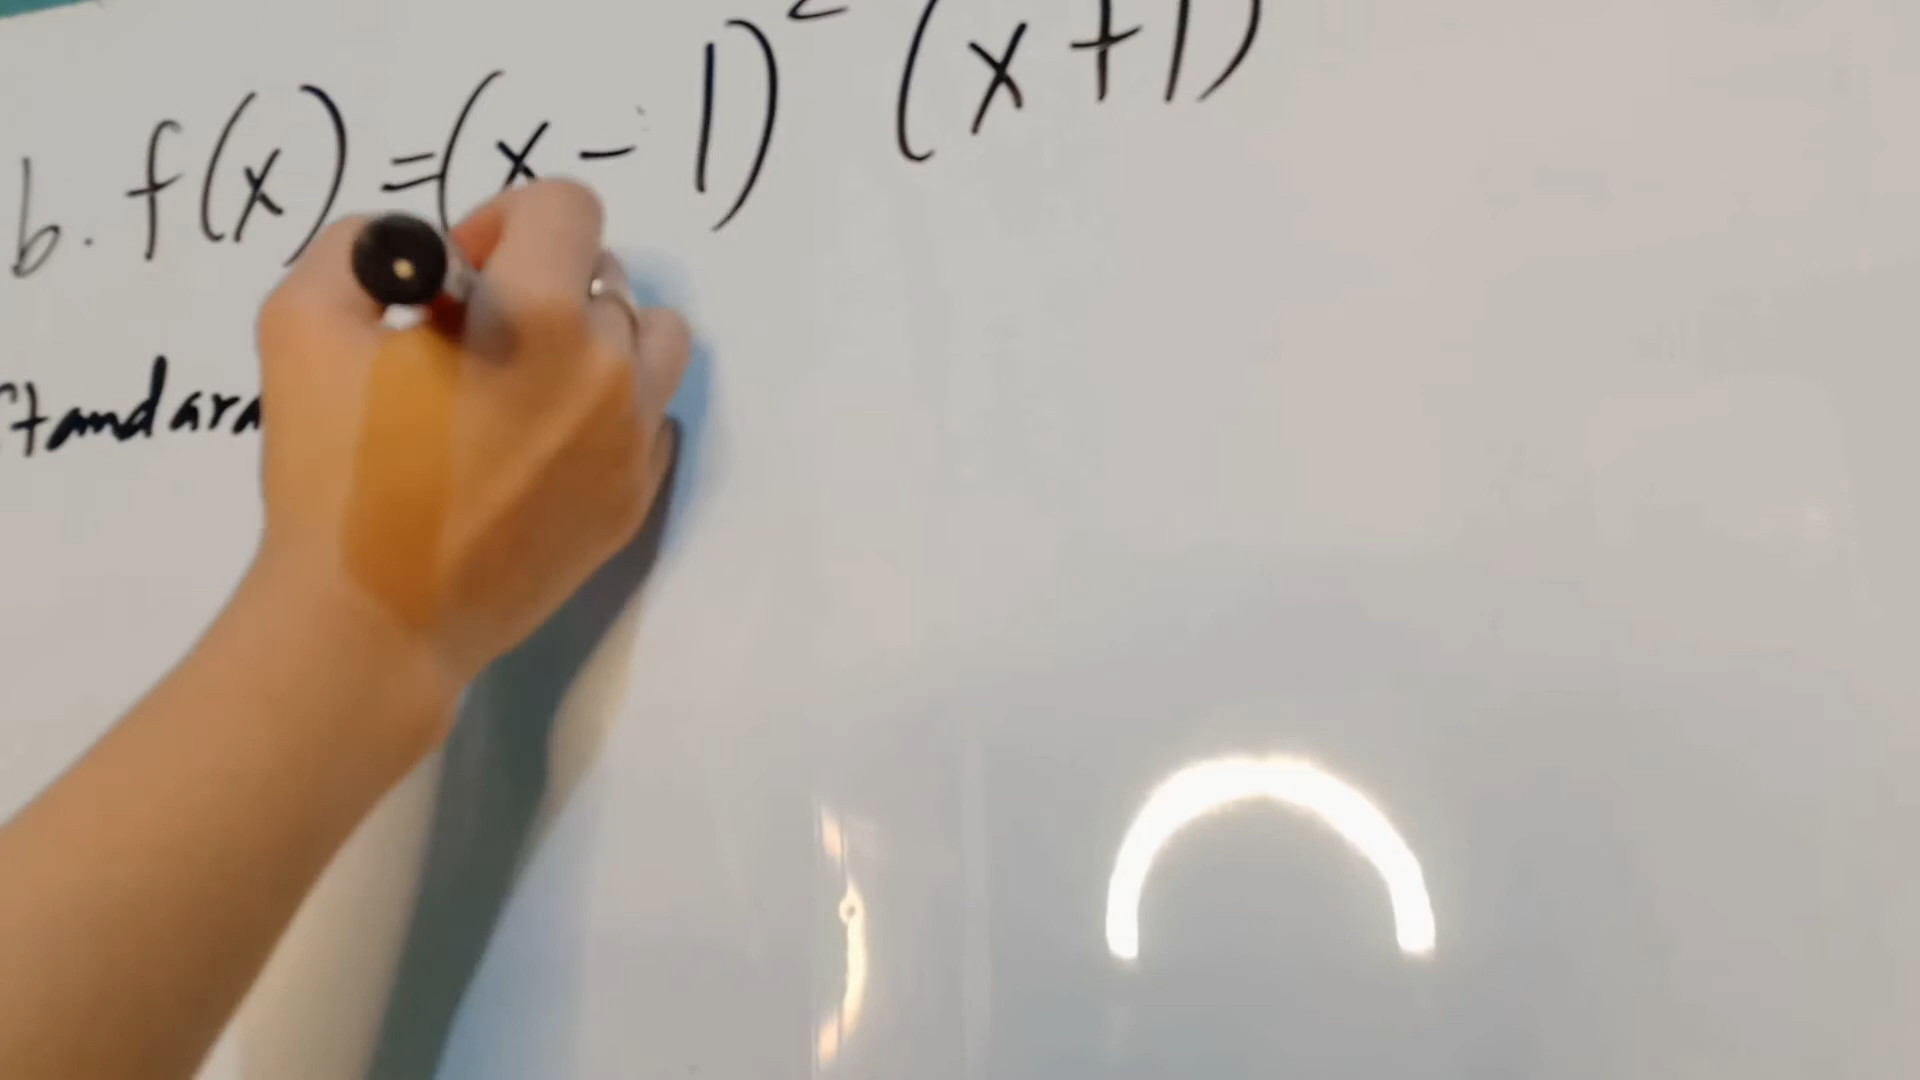 b. f(x) = (x - 1)² (x + 1)
Standard